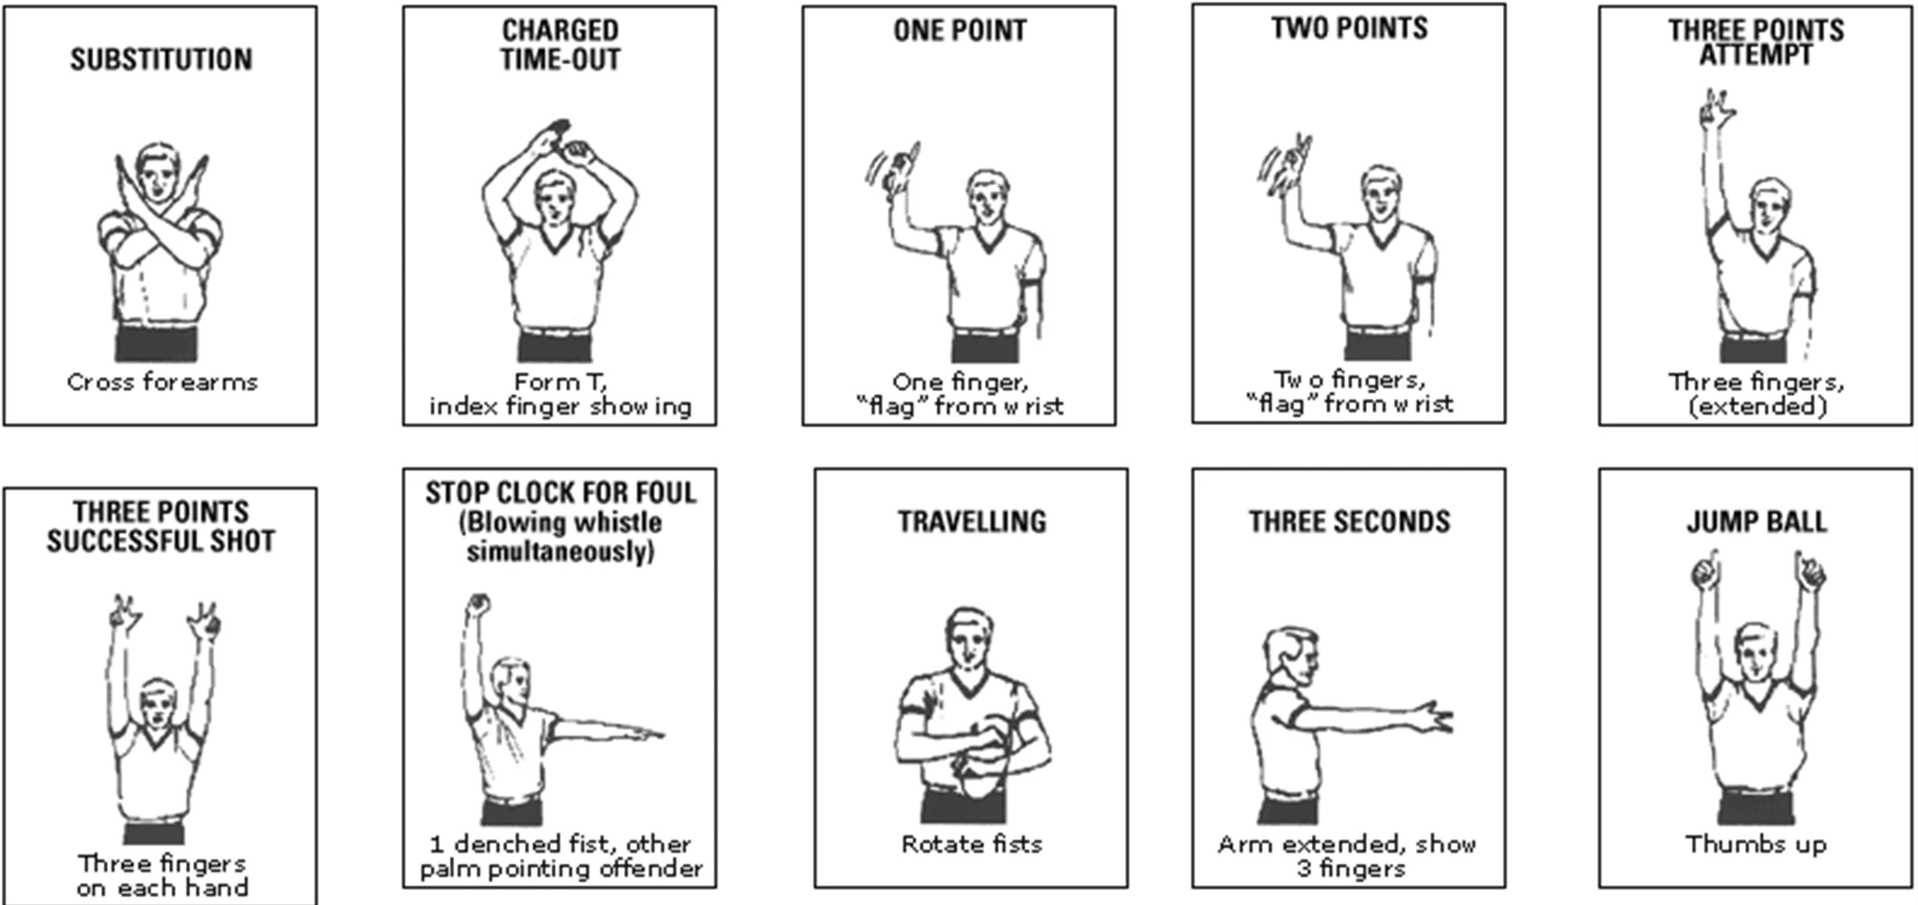 SUBSTITUTION
Cross forearms
CHARGED
TIME-OUT
Form T,
index finger showing
ONE POINT
One finger,
“flag” from wrist
TWO POINTS
Two fingers,
“flag” from wrist
THREE POINTS
ATTEMPT
Three fingers,
(extended)
THREE POINTS
SUCCESSFUL SHOT
Three fingers
on each hand
STOP CLOCK FOR FOUL
(Blowing whistle
simultaneously)
1 denched fist, other
palm pointing offender
TRAVELLING
Rotate fists
THREE SECONDS
Arm extended, show
3 fingers
JUMP BALL
Thumbs up